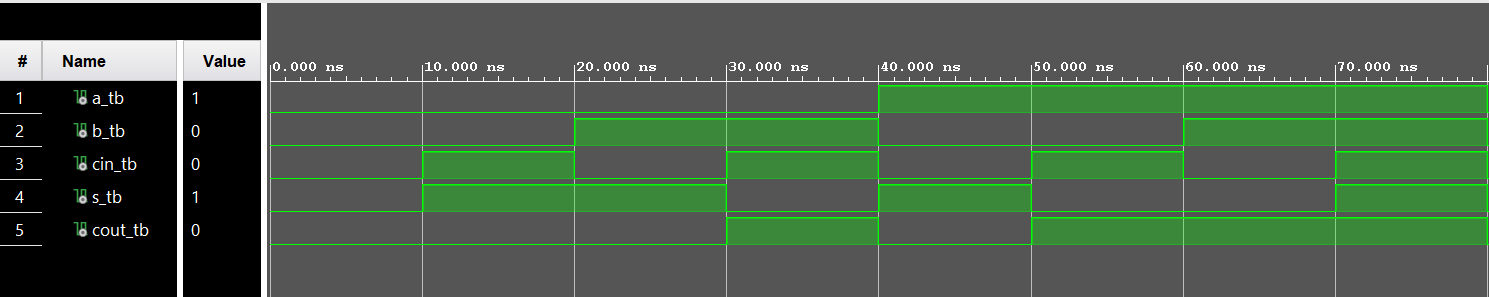 # Name Value
0.000 ns 10.000 ns 20.000 ns 30.000 ns 40.000 ns 50.000 ns 60.000 ns 70.000 ns
1 a_tb 1
2 b_tb 0
3 cin_tb 0
4 s_tb 1
5 cout_tb 0